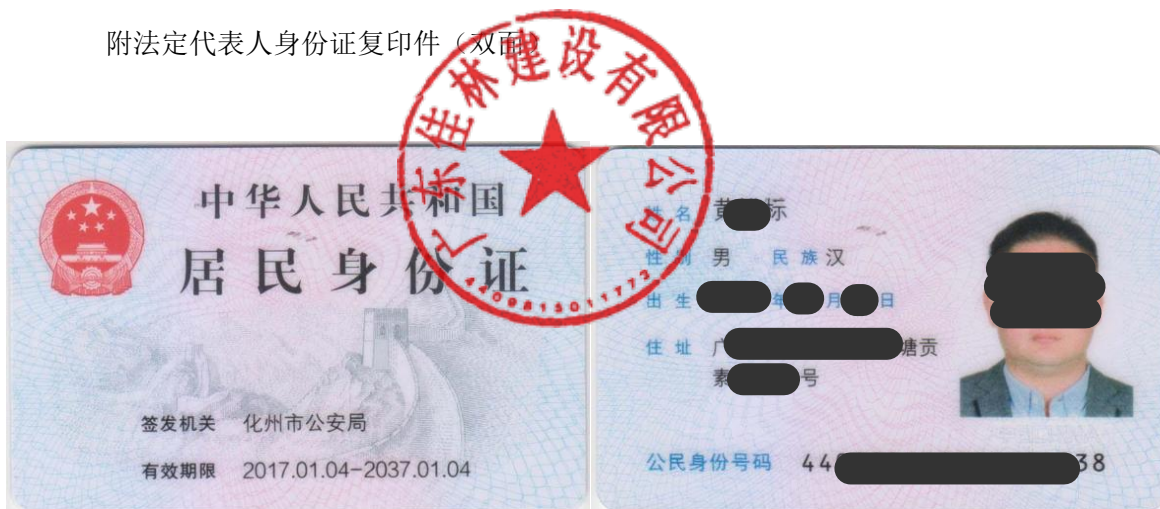 附法定代表人身份证复印件（双面）
广东佳林建设有限公司
4409815011773
中华人民共和国
居民身份证
签发机关 化州市公安局
有效期限 2017.01.04-2037.01.04
姓名 黄 标
性别 男 民族 汉
出生 年 月 日
住址 广 塘贡
素 号
公民身份号码 44 38